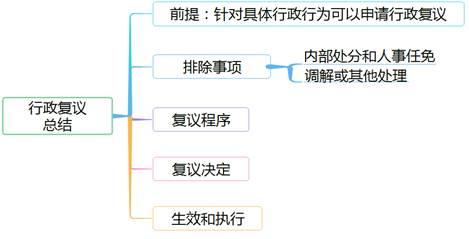 前提：针对具体行政行为可以申请行政复议
排除事项
内部处分和人事任免
调解或其他处理
行政复议
总结
复议程序
复议决定
生效和执行